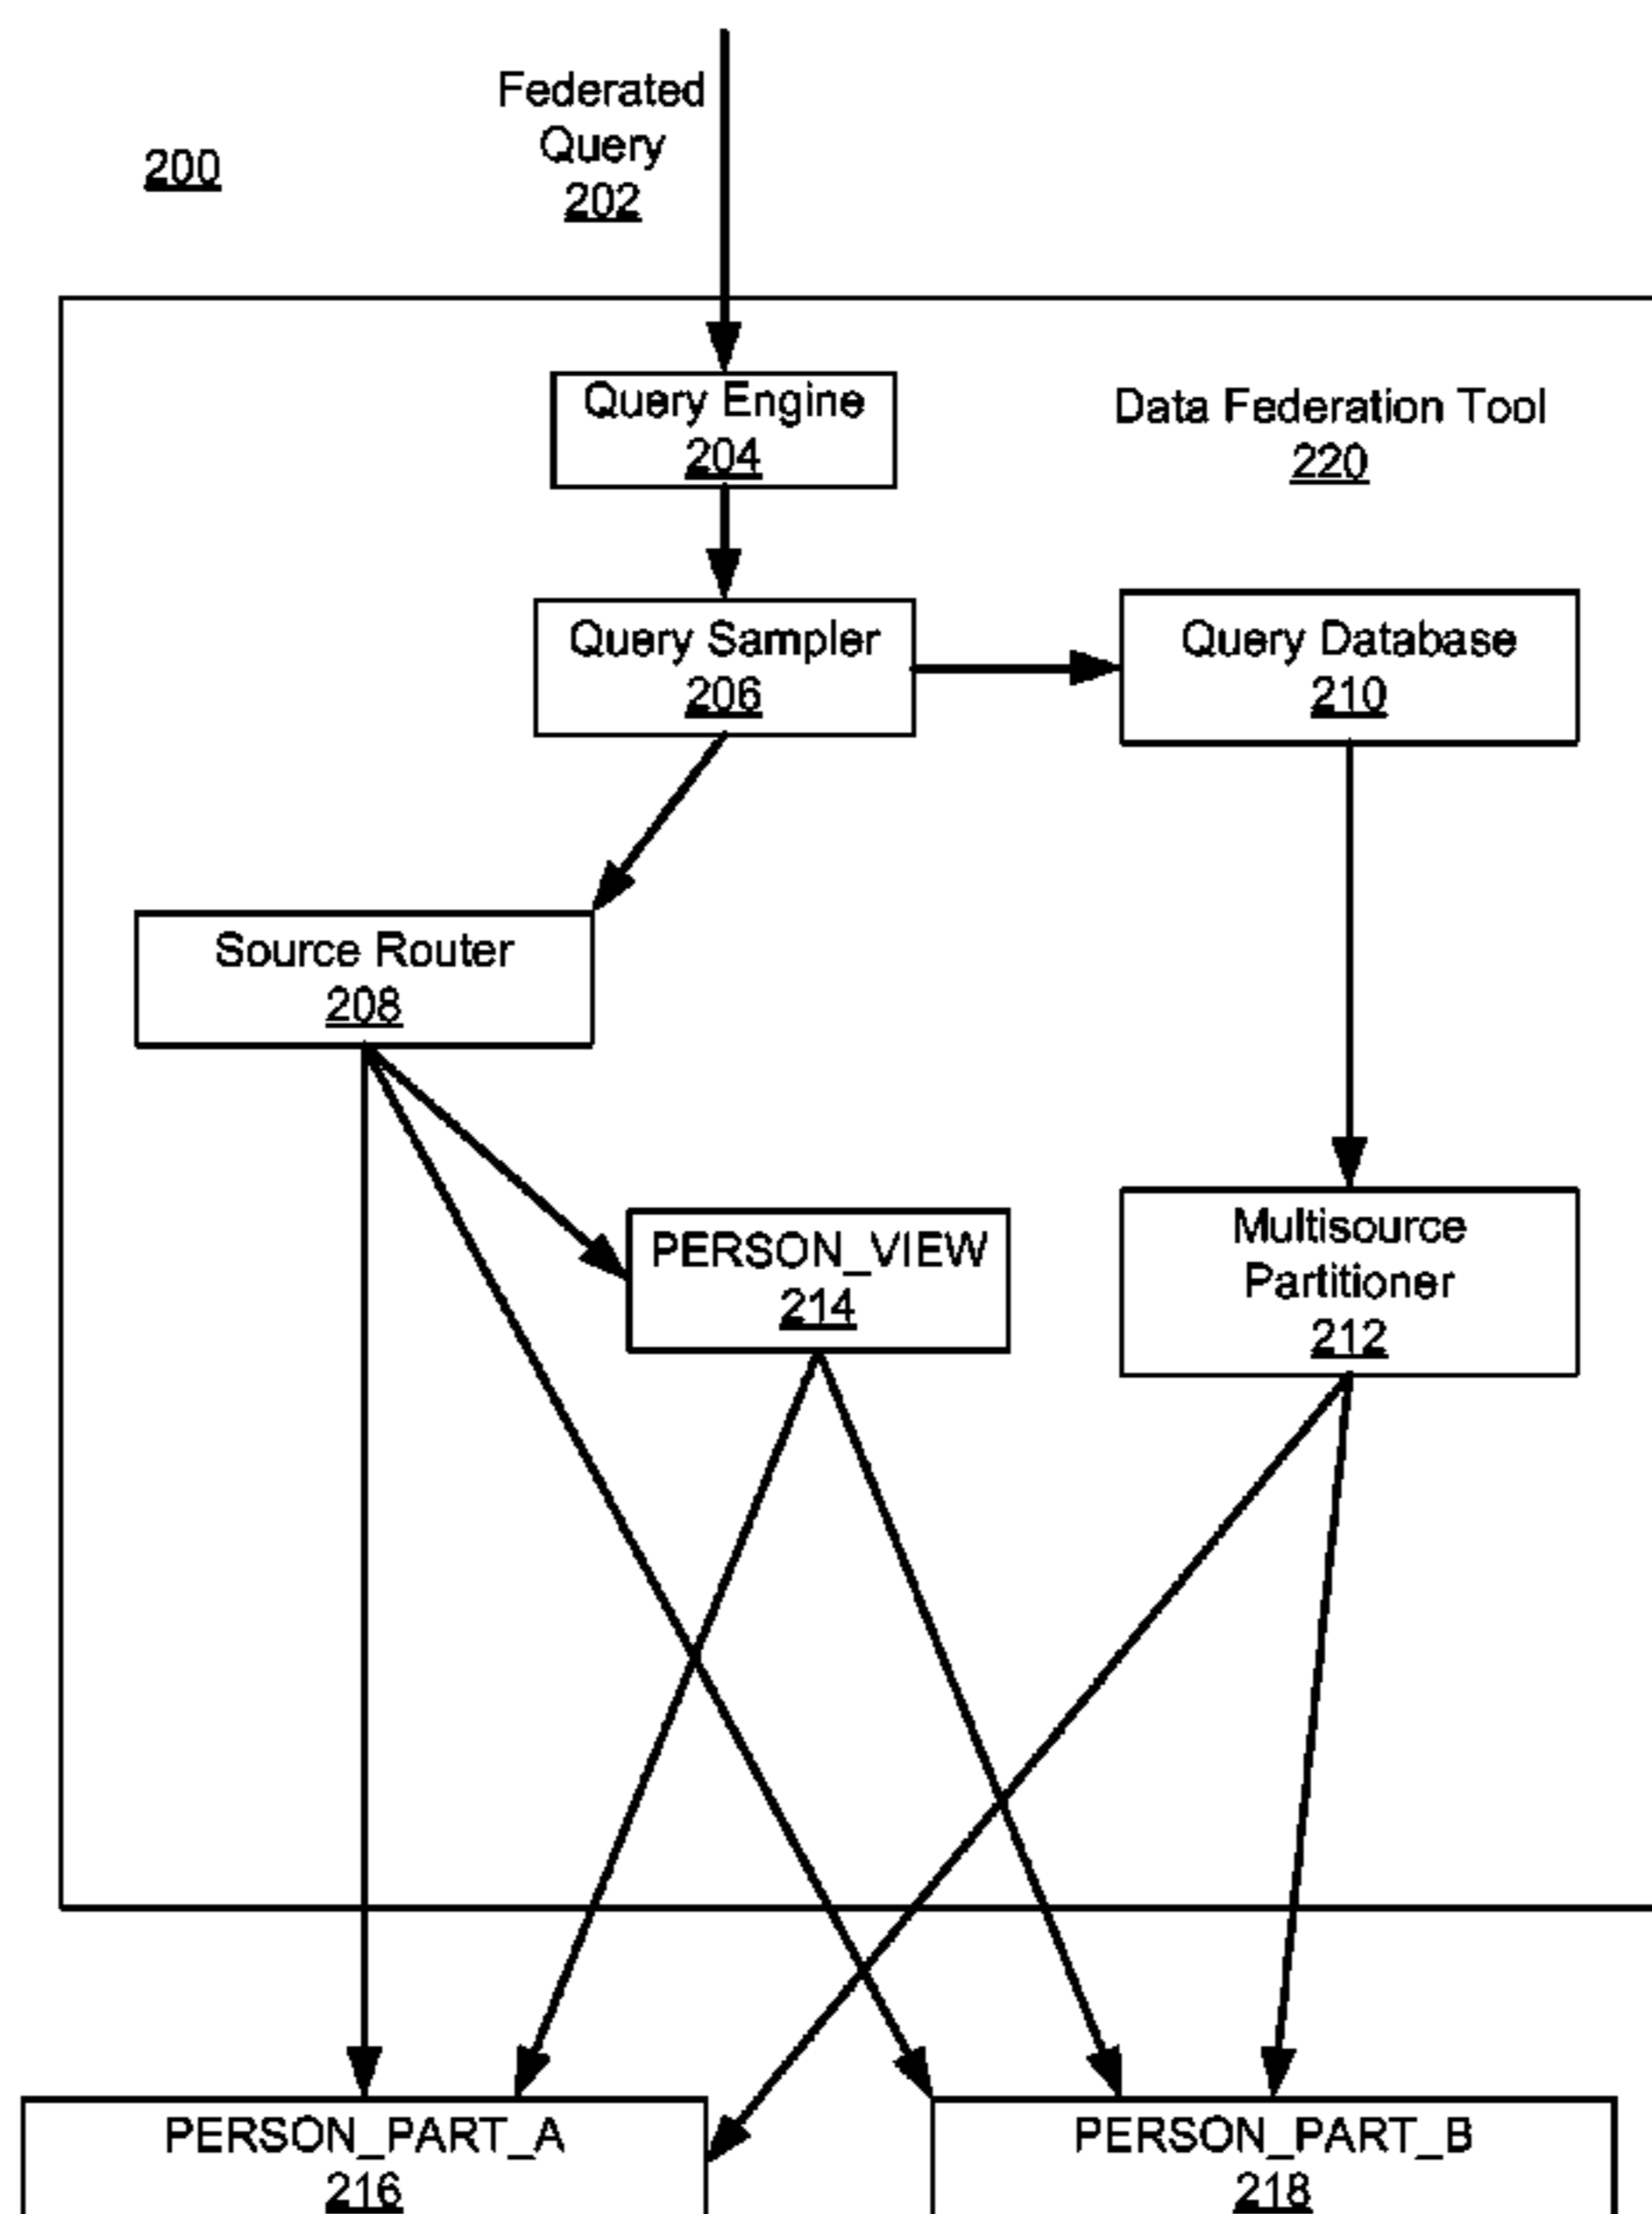 Federated
Query
202
200
Query Engine
204
Data Federation Tool
220
Query Sampler
206
Query Database
210
Source Router
208
PERSON_VIEW
214
Multisource
Partitioner
212
PERSON_PART_A
216
PERSON_PART_B
218